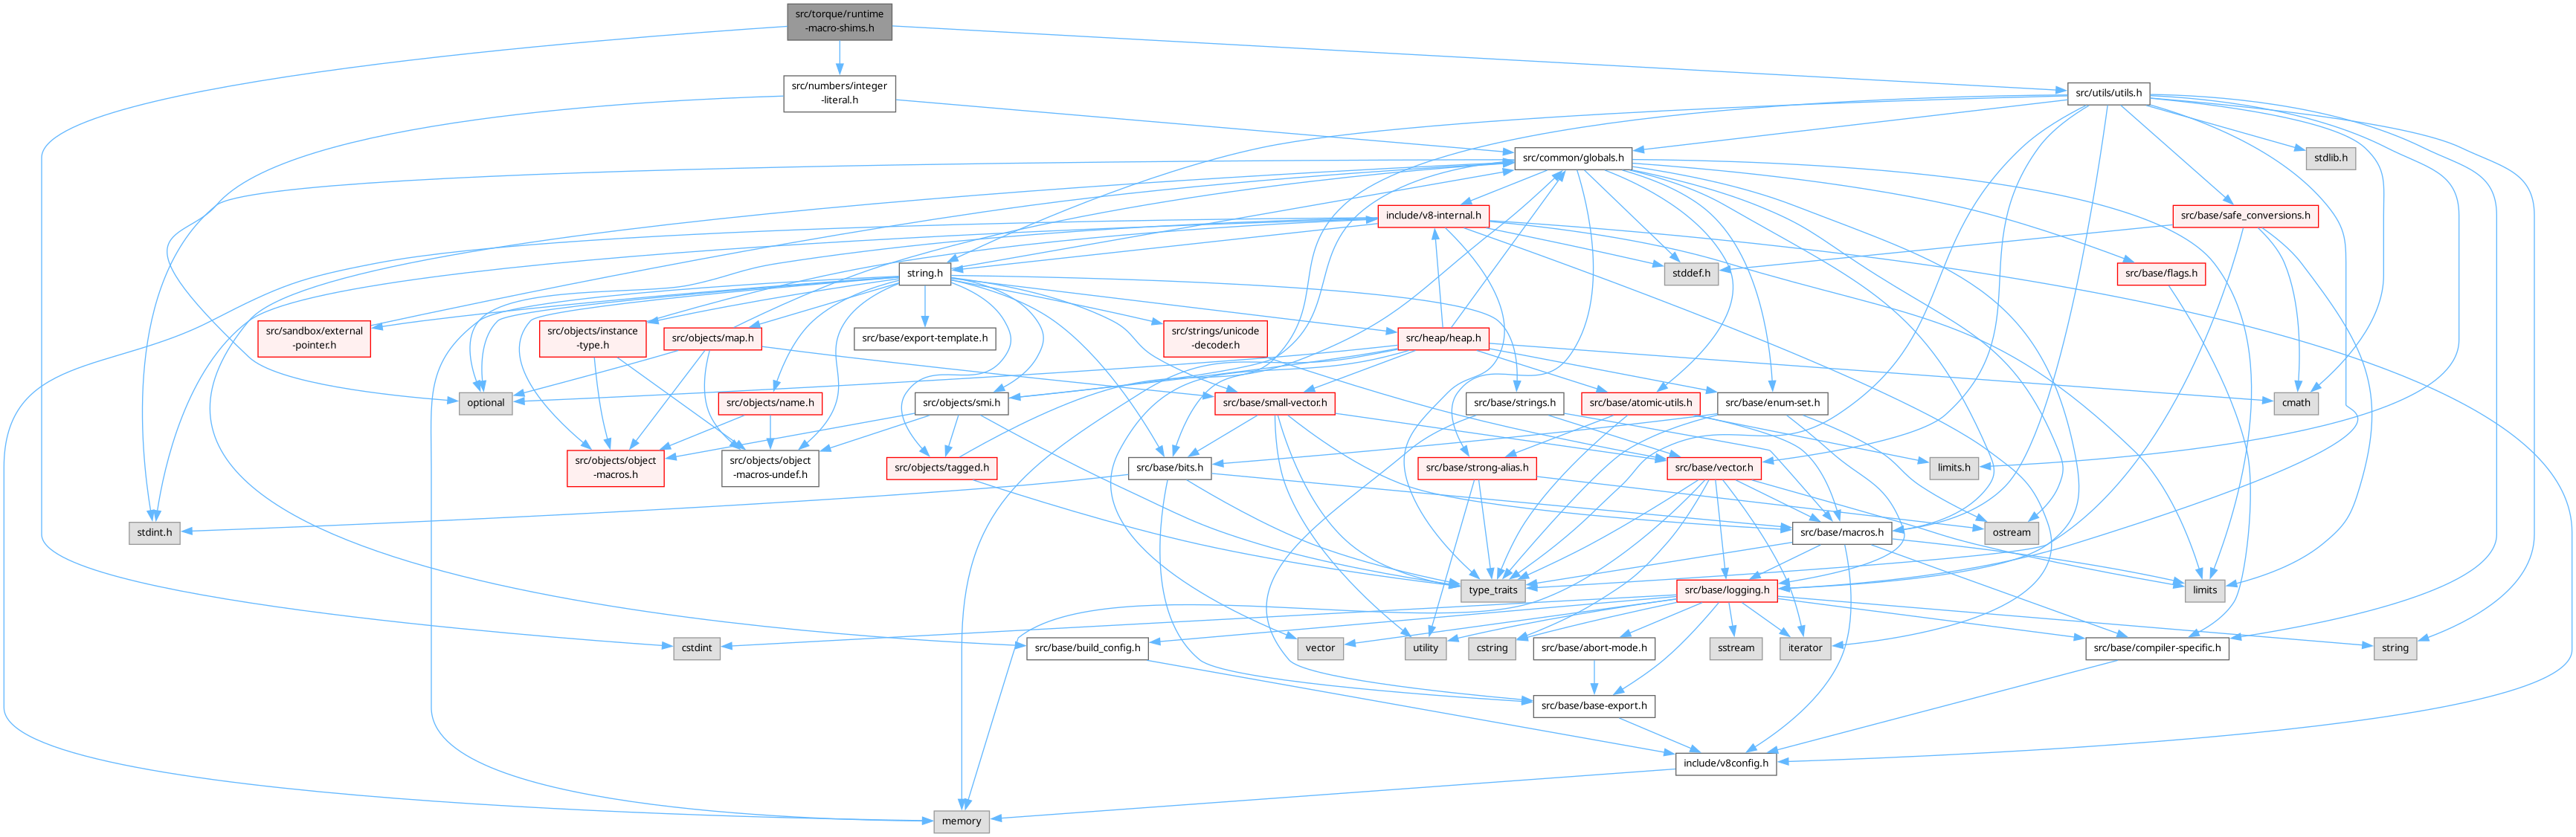 src/torque/runtime
-macro-shims.h
src/numbers/integer
-literal.h
src/utils/utils.h
src/common/globals.h
stdlib.h
include/v8-internal.h
src/base/safe_conversions.h
string.h
stddef.h
src/base/flags.h
src/sandbox/external
-pointer.h
src/objects/instance
-type.h
src/objects/map.h
src/base/export-template.h
src/strings/unicode
-decoder.h
src/heap/heap.h
optional
src/objects/name.h
src/objects/smi.h
src/base/small-vector.h
src/base/strings.h
src/base/atomic-utils.h
src/base/enum-set.h
cmath
src/objects/object
-macros.h
src/objects/object
-macros-undef.h
src/objects/tagged.h
src/base/bits.h
src/base/strong-alias.h
src/base/vector.h
limits.h
stdint.h
src/base/macros.h
ostream
type_traits
src/base/logging.h
limits
cstdint
src/base/build_config.h
vector
utility
cstring
src/base/abort-mode.h
sstream
iterator
src/base/compiler-specific.h
string
src/base/base-export.h
include/v8config.h
memory